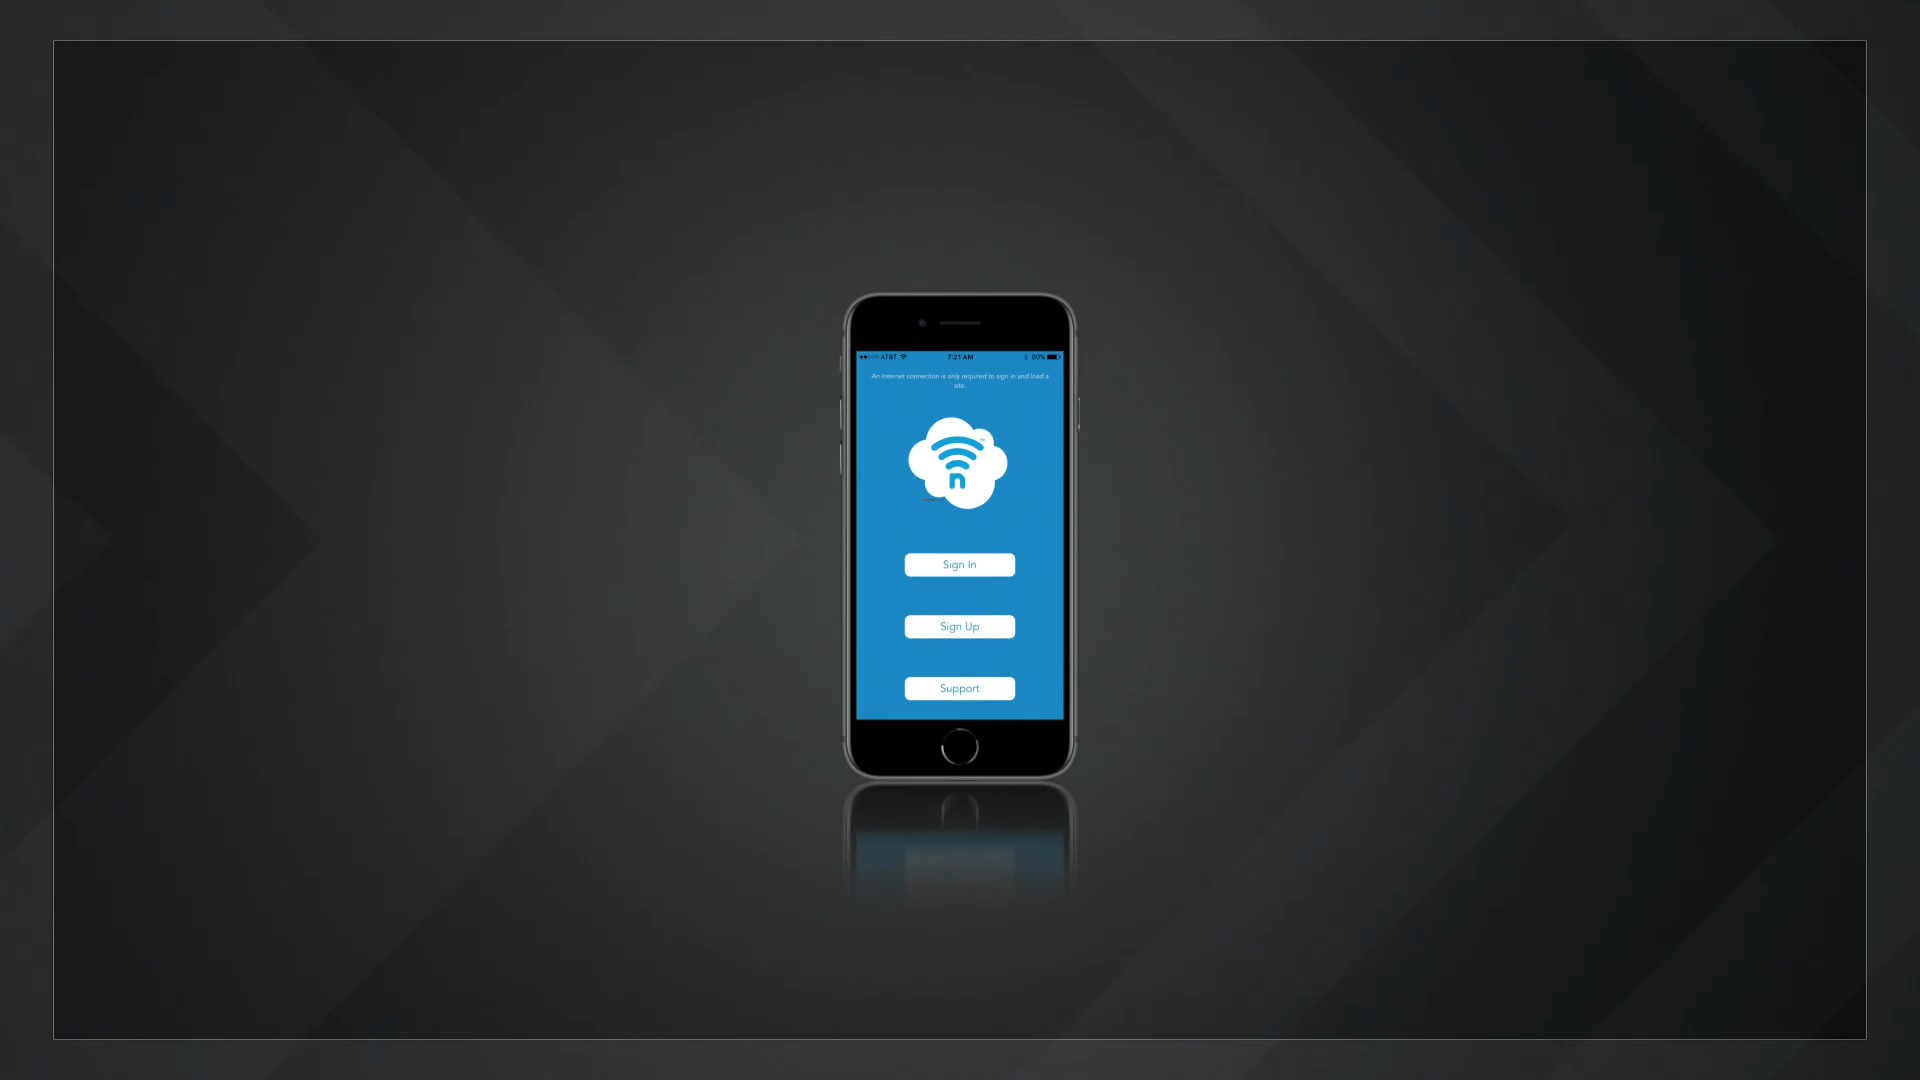 AT&T 7:21 AM 80%
An Internet connection is only required to sign in and load a
site.
n
Sign In
Sign Up
Support